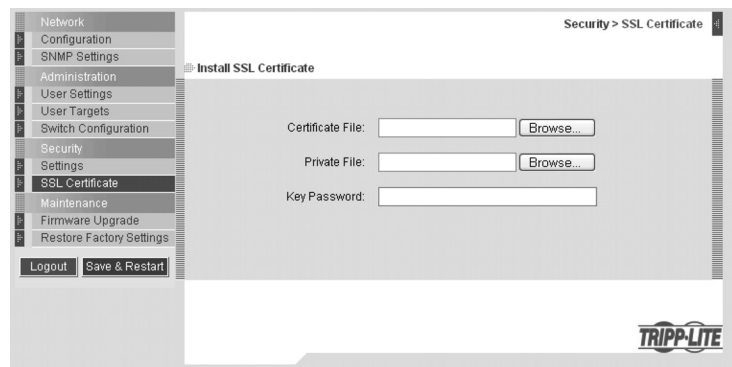 Network
Configuration
SNMP Settings
Administration
User Settings
User Targets
Switch Configuration
Security
Settings
SSL Certificate
Maintenance
Firmware Upgrade
Restore Factory Settings
Logout Save & Restart
Security > SSL Certificate
Install SSL Certificate
Certificate File: Browse...
Private File: Browse...
Key Password:
TRIPP·LITE